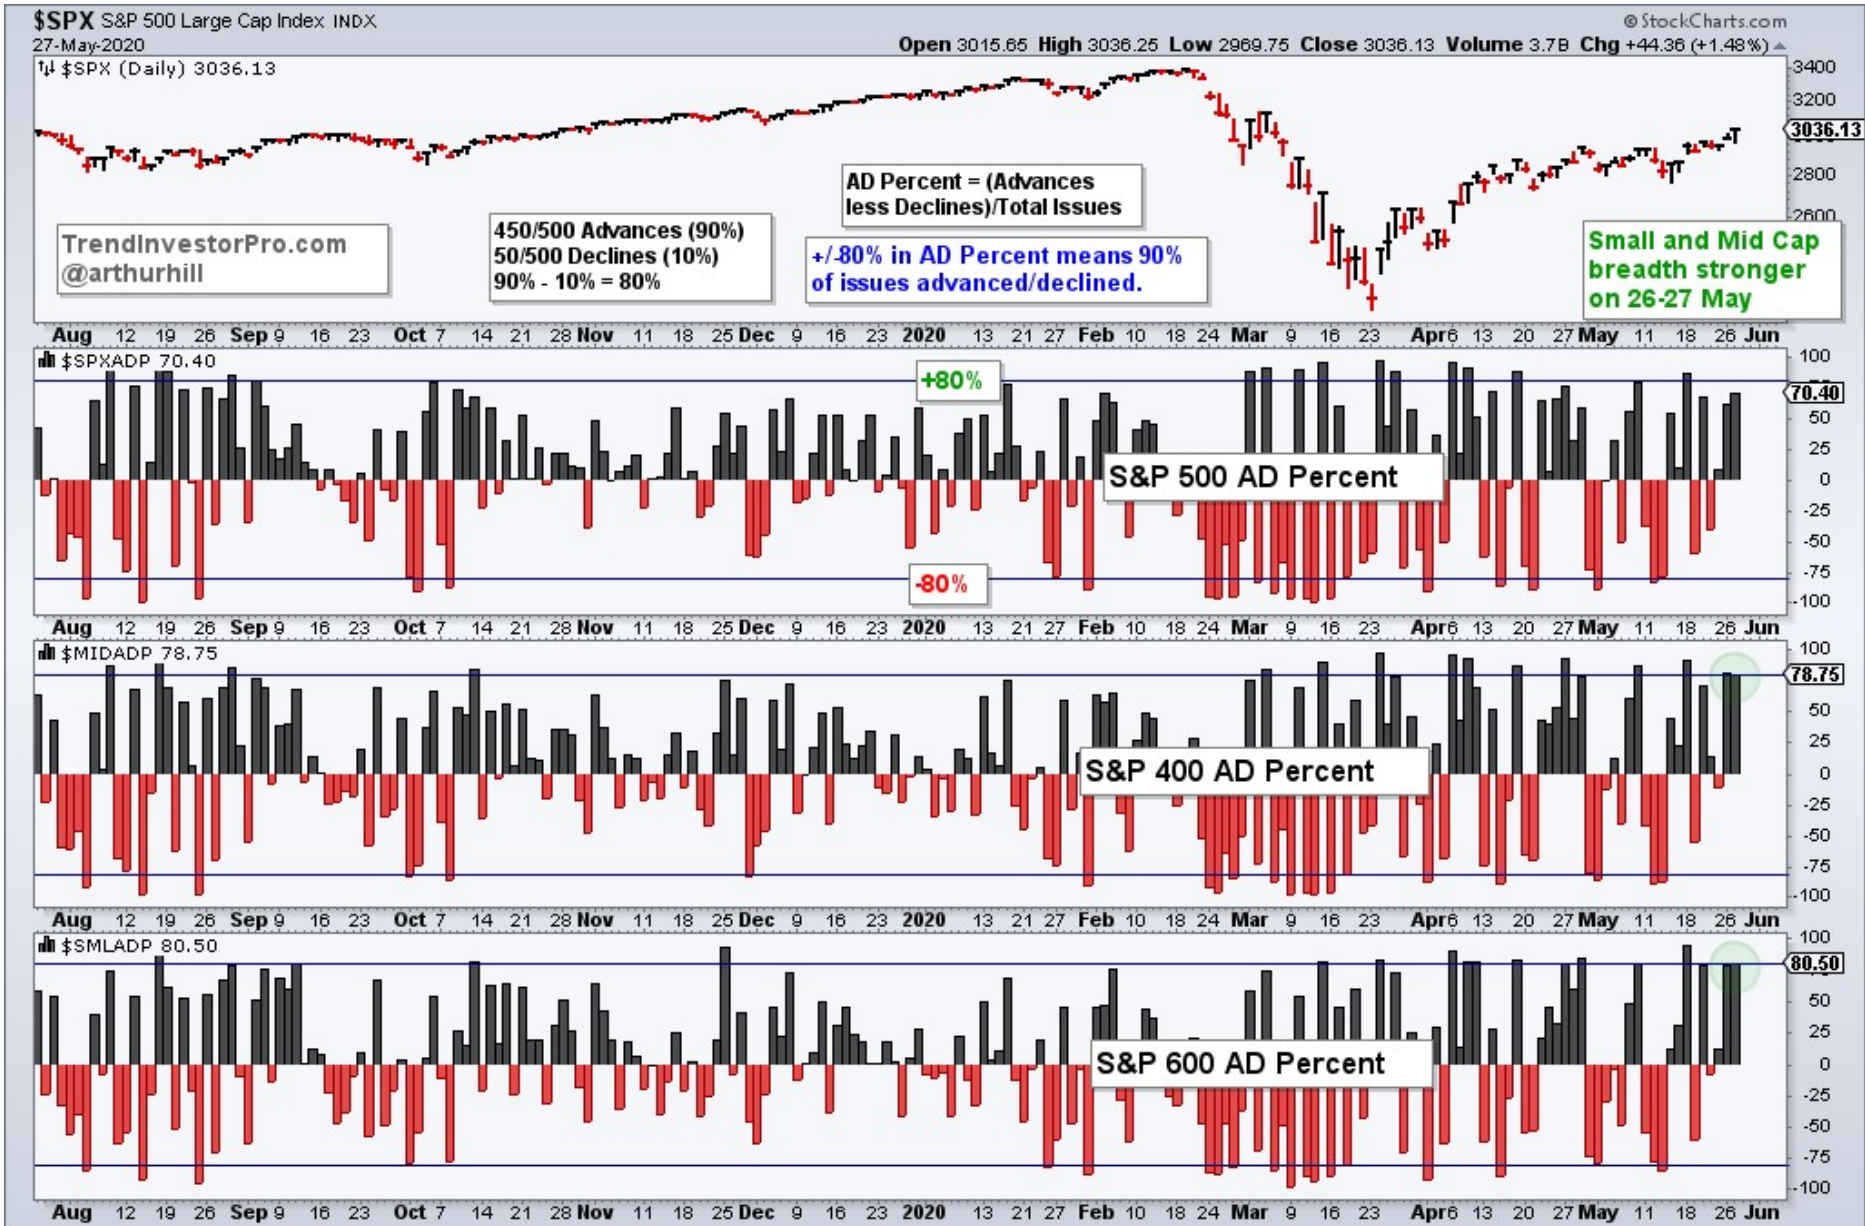 $SPX S&P 500 Large Cap Index INDX
© StockCharts.com
27-May-2020
Open 3015.65 High 3036.25 Low 2969.75 Close 3036.13 Volume 3.7B Chg +44.36 (+1.48%)
$SPX (Daily) 3036.13
3400
3200
3036.13
2800
2600
AD Percent = (Advances
less Declines)/Total Issues
TrendInvestorPro.com
@arthurhill
450/500 Advances (90%)
50/500 Declines (10%)
90% - 10% = 80%
+/-80% in AD Percent means 90%
of issues advanced/declined.
Small and Mid Cap
breadth stronger
on 26-27 May
Aug 12 19 26 Sep 9 16 23 Oct 7 14 21 28 Nov 11 18 25 Dec 9 16 23 2020 13 21 27 Feb 10 18 24 Mar 9 16 23 Apr 6 13 20 27 May 11 18 26 Jun
$SPXADP 70.40
+80%
S&P 500 AD Percent
-80%
100
70.40
50
25
0
-25
-50
-75
-100
Aug 12 19 26 Sep 9 16 23 Oct 7 14 21 28 Nov 11 18 25 Dec 9 16 23 2020 13 21 27 Feb 10 18 24 Mar 9 16 23 Apr 6 13 20 27 May 11 18 26 Jun
$MIDADP 78.75
S&P 400 AD Percent
100
78.75
50
25
0
-25
-50
-75
-100
Aug 12 19 26 Sep 9 16 23 Oct 7 14 21 28 Nov 11 18 25 Dec 9 16 23 2020 13 21 27 Feb 10 18 24 Mar 9 16 23 Apr 6 13 20 27 May 11 18 26 Jun
$SMLADP 80.50
S&P 600 AD Percent
100
80.50
50
25
0
-25
-50
-75
-100
Aug 12 19 26 Sep 9 16 23 Oct 7 14 21 28 Nov 11 18 25 Dec 9 16 23 2020 13 21 27 Feb 10 18 24 Mar 9 16 23 Apr 6 13 20 27 May 11 18 26 Jun